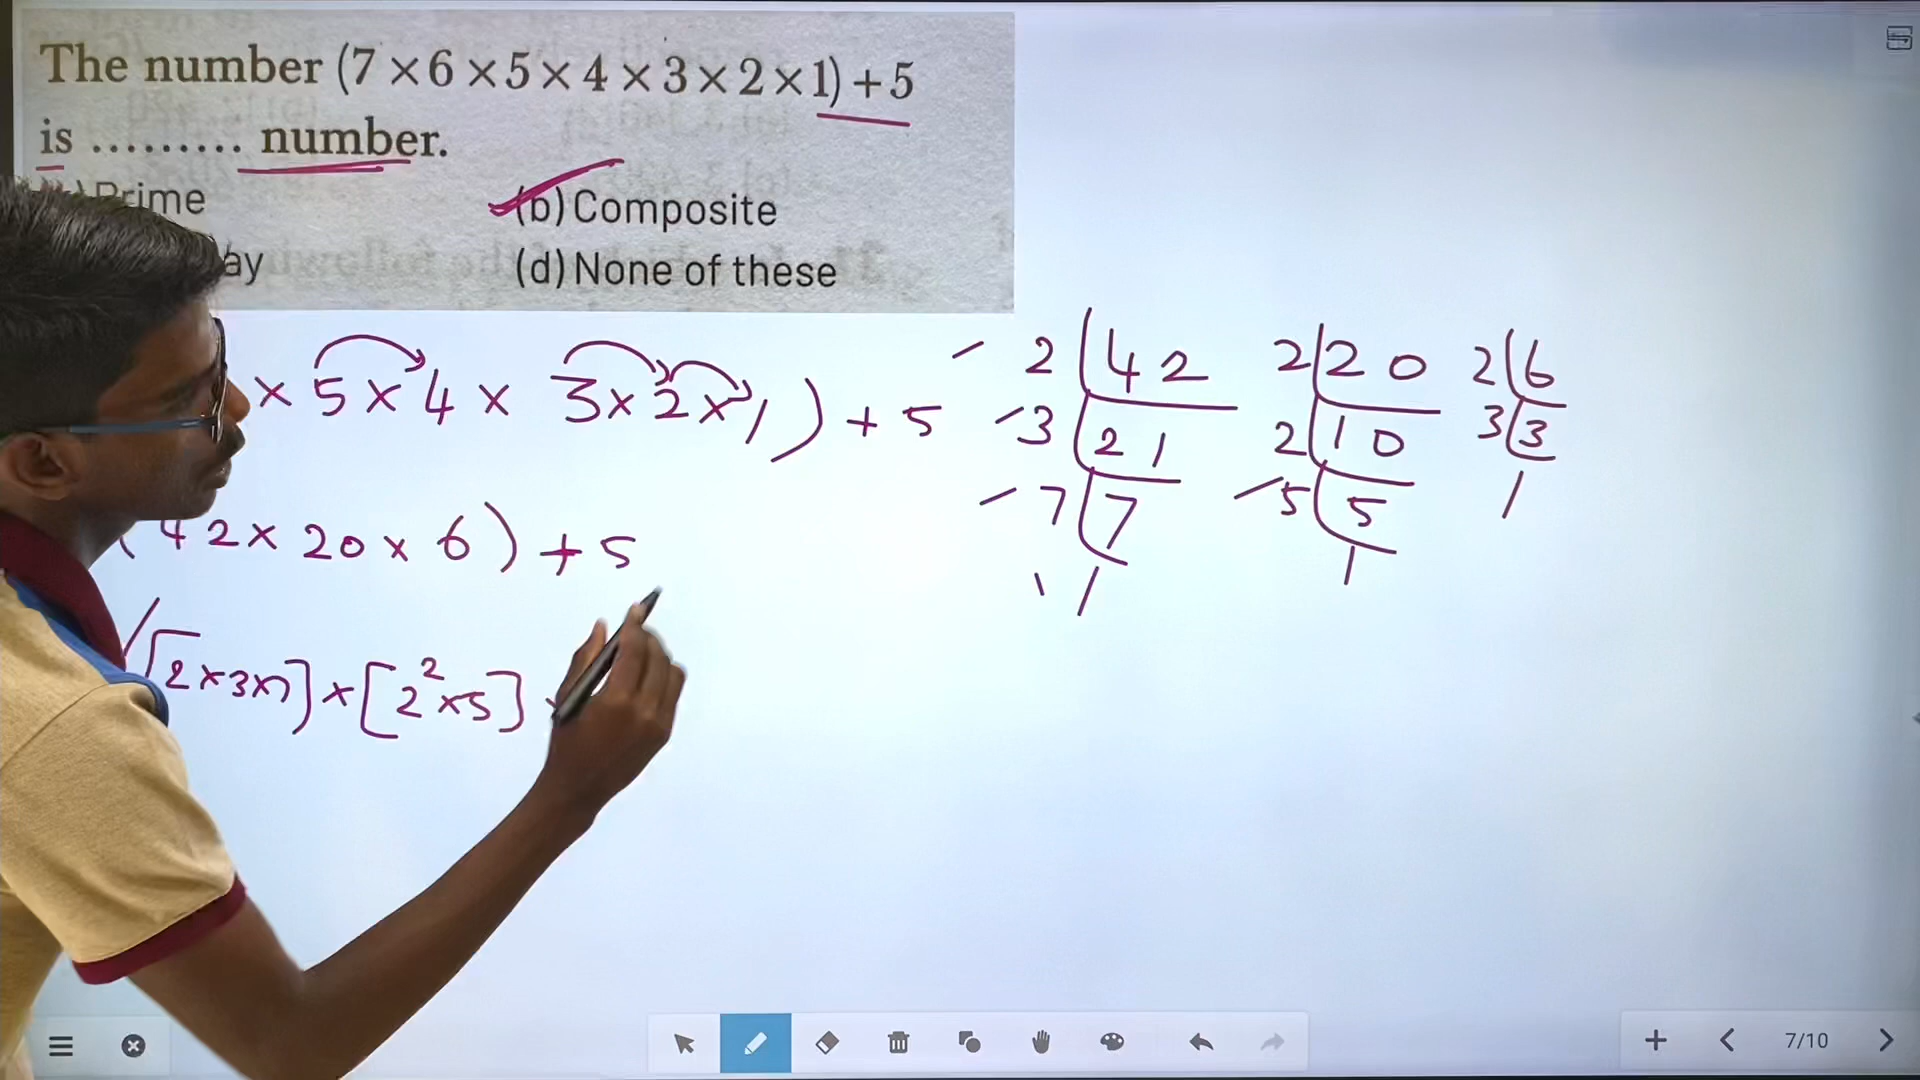 The number (7 × 6 × 5 × 4 × 3 × 2 × 1) + 5
is ......... number.
Prime
(b) Composite
ay
(d) None of these
× 5 × 4 × 3 × 2 × 1 ) + 5
42 × 20 × 6 ) + 5
[2 × 3 × 7] × [2² × 5]
2 | 42
3 | 21
7 | 7
1
2 | 20
2 | 10
5 | 5
1
2 | 6
3 | 3
1
7/10